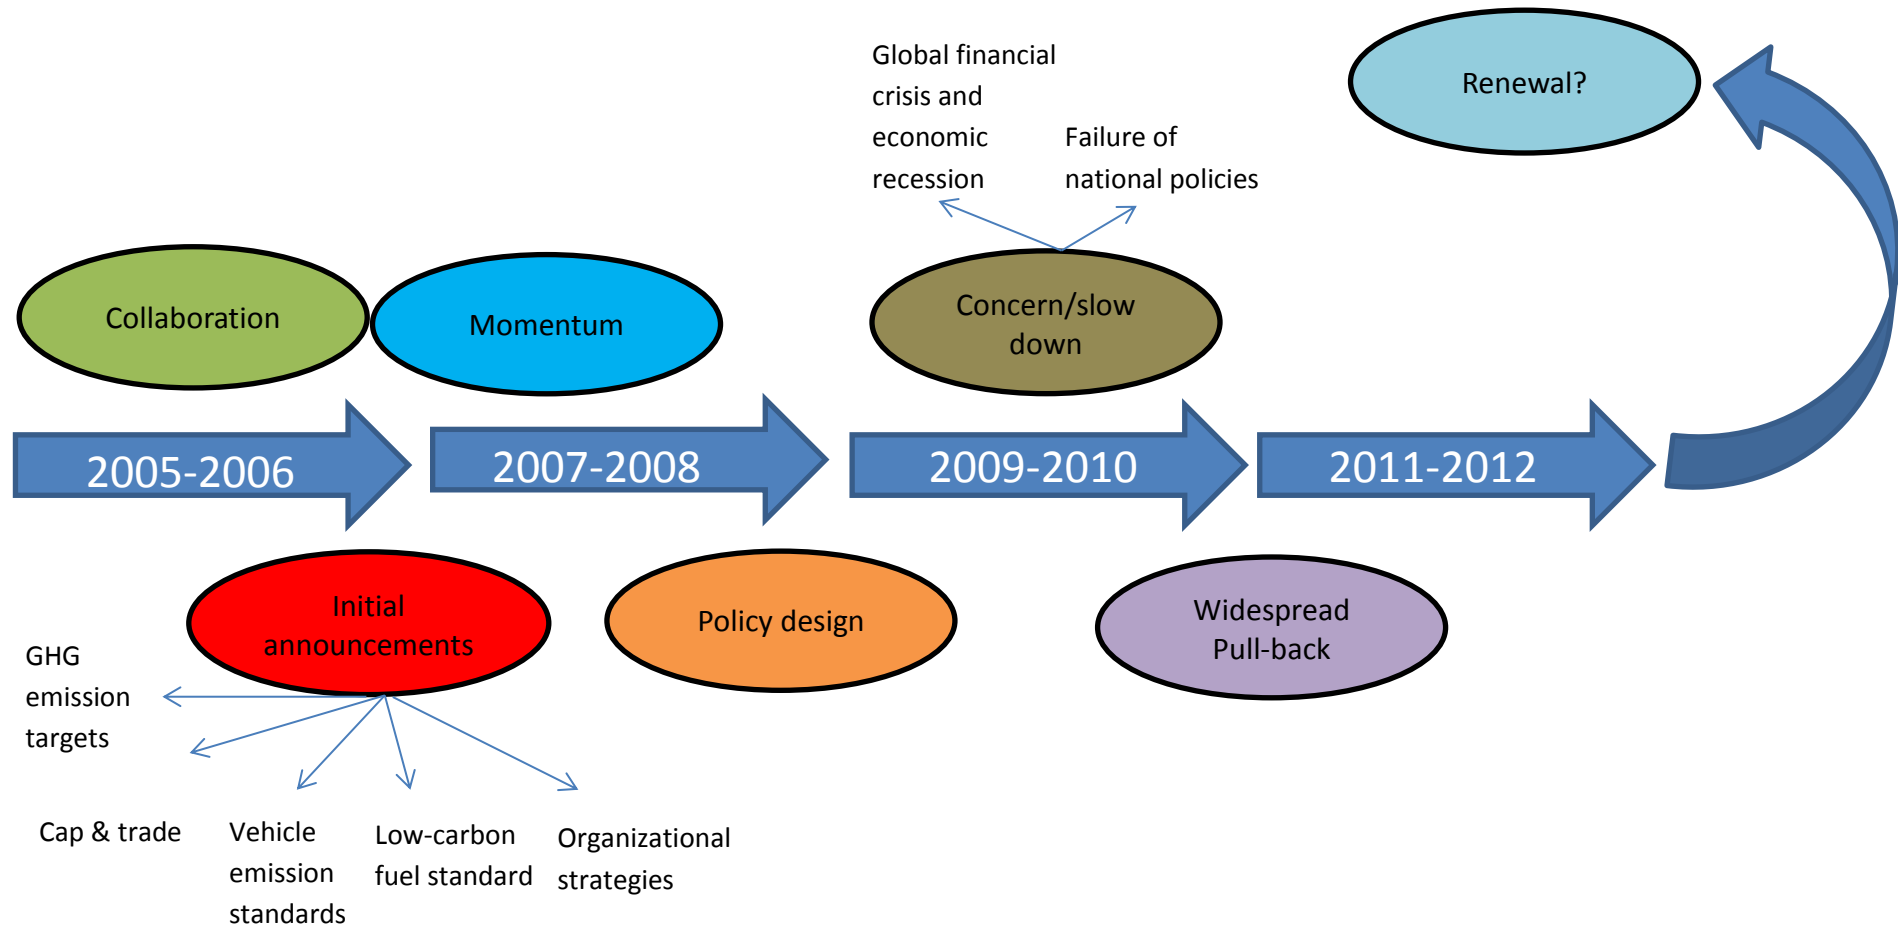 Global financial
crisis and
economic
recession
Failure of
national policies
Renewal?
Collaboration
Momentum
Concern/slow
down
2005-2006
2007-2008
2009-2010
2011-2012
Initial
announcements
Policy design
Widespread
Pull-back
GHG
emission
targets
Cap & trade
Vehicle
emission
standards
Low-carbon
fuel standard
Organizational
strategies